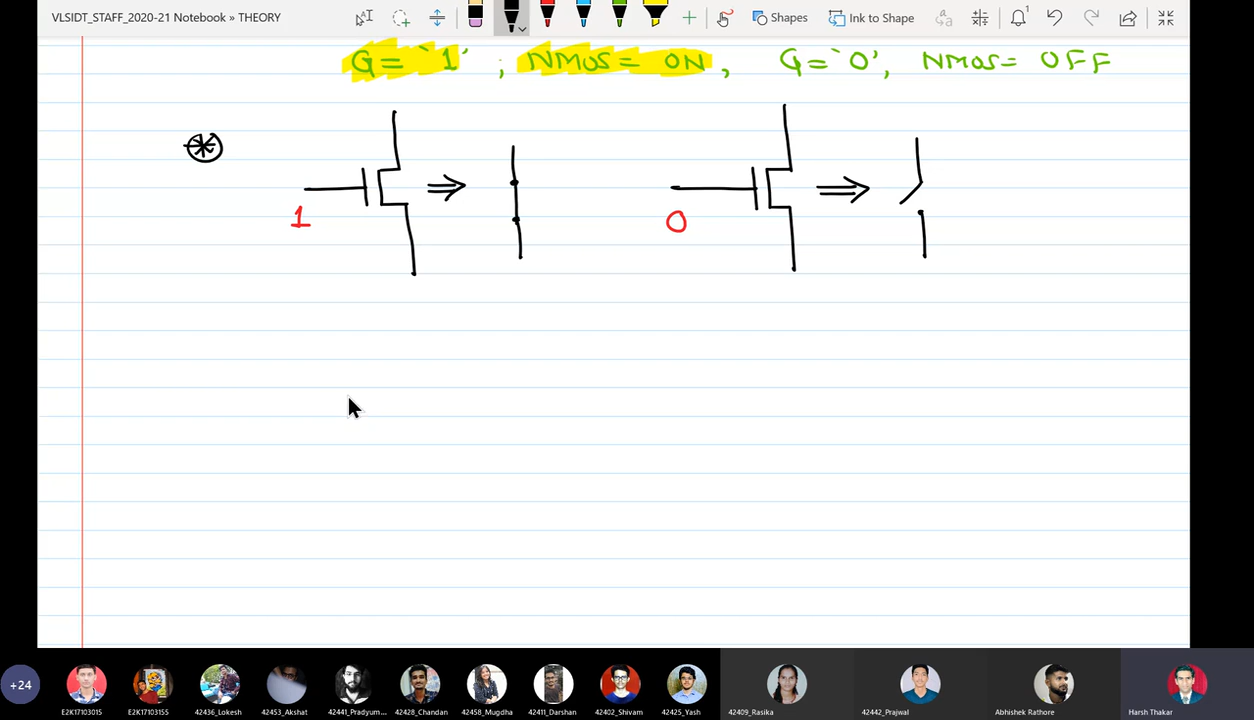 VLSIDT_STAFF_2020-21 Notebook » THEORY
Shapes
Ink to Shape
G = `1' ; NMOS = ON, G = `0', NMOS = OFF
1
0
+24
E2K17103015
E2K17103155
42436_Lokesh
42453_Akshat
42441_Pradyum...
42428_Chandan
42458_Mugdha
42411_Darshan
42402_Shivam
42425_Yash
42409_Rasika
42442_Prajwal
Abhishek Rathore
Harsh Thakar